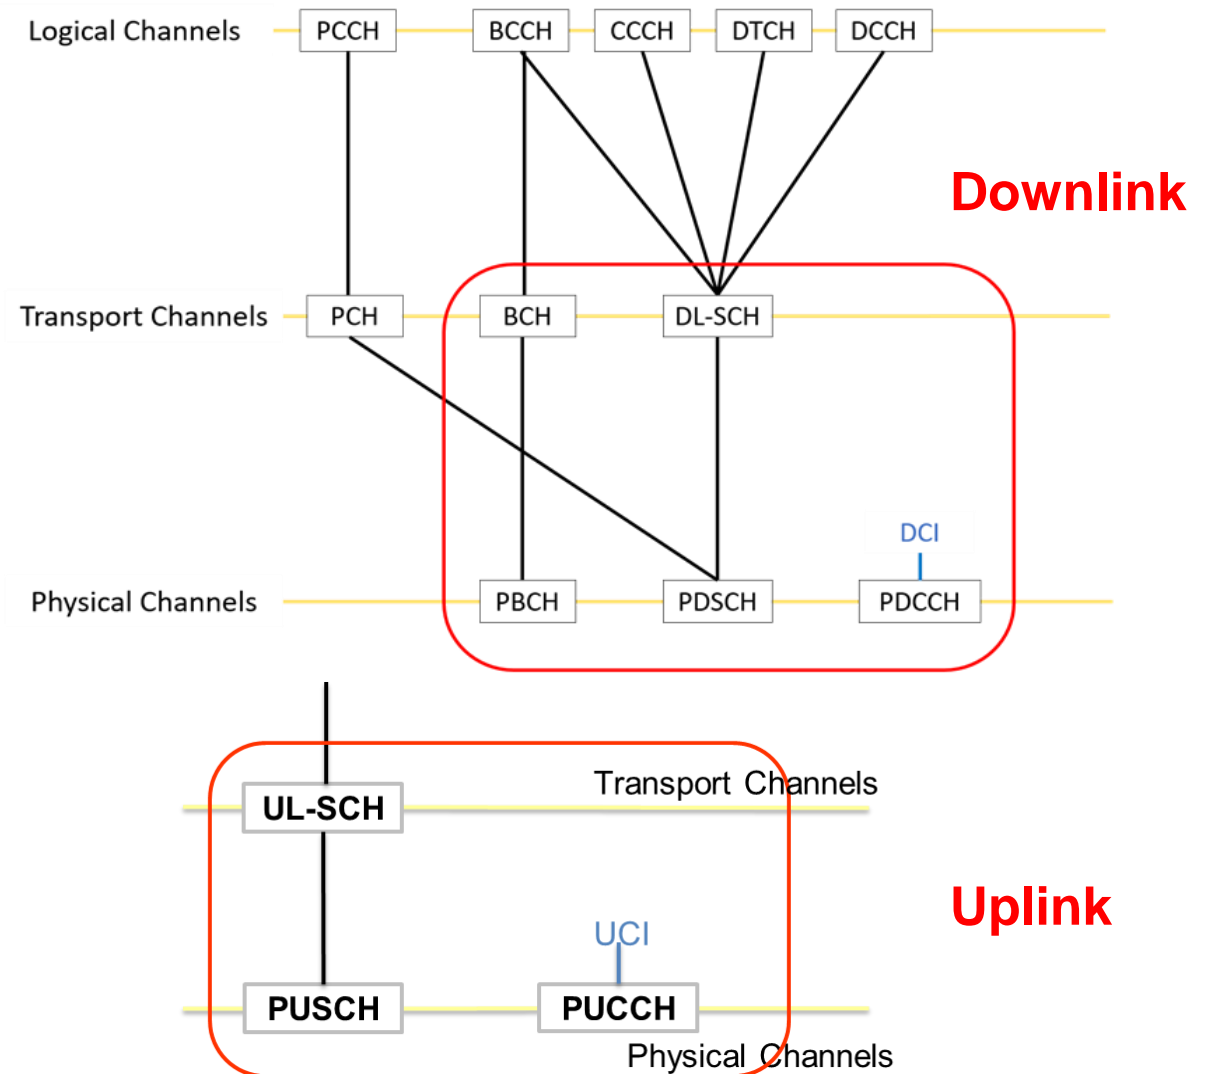 Logical Channels PCCH BCCH CCCH DTCH DCCH
Downlink
Transport Channels PCH BCH DL-SCH
DCI
Physical Channels PBCH PDSCH PDCCH
Transport Channels
UL-SCH
Uplink
UCI
PUSCH PUCCH
Physical Channels